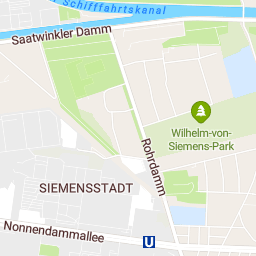 Schifffahrtskanal
Saatwinkler Damm
Wilhelm-von-
Siemens-Park
Rohrdamm
SIEMENSSTADT
Nonnendammallee
U